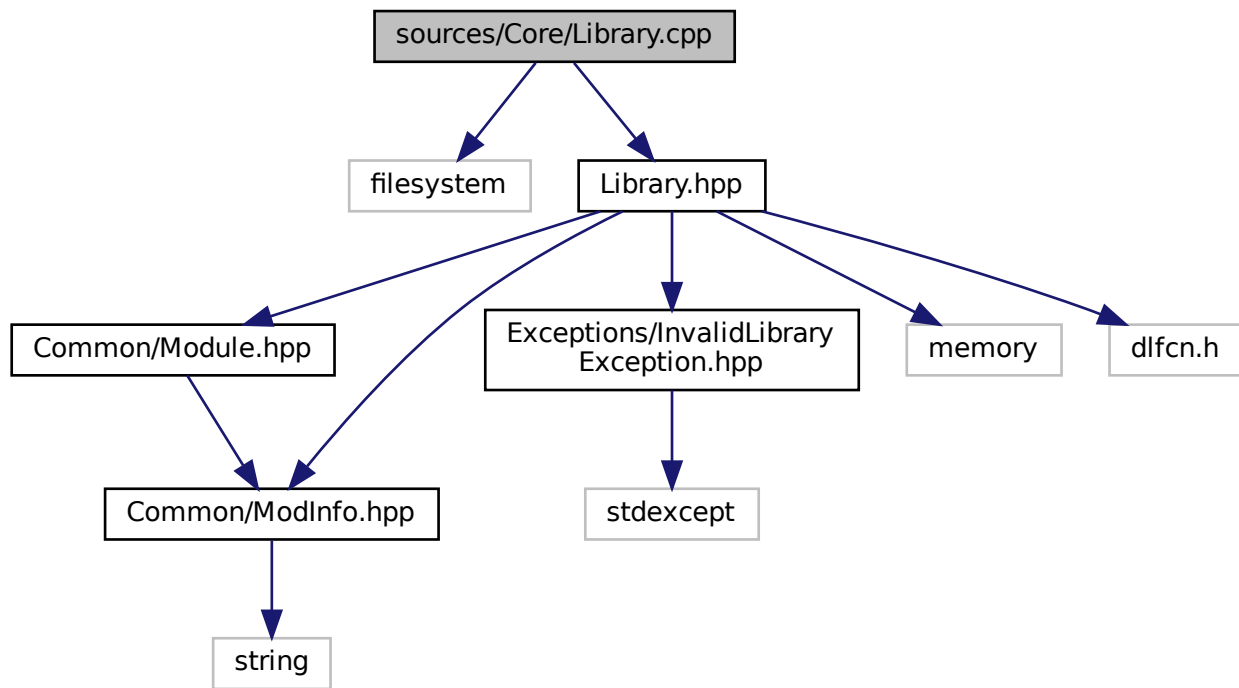 sources/Core/Library.cpp
filesystem
Library.hpp
Common/Module.hpp
Exceptions/InvalidLibrary
Exception.hpp
memory
dlfcn.h
Common/ModInfo.hpp
stdexcept
string